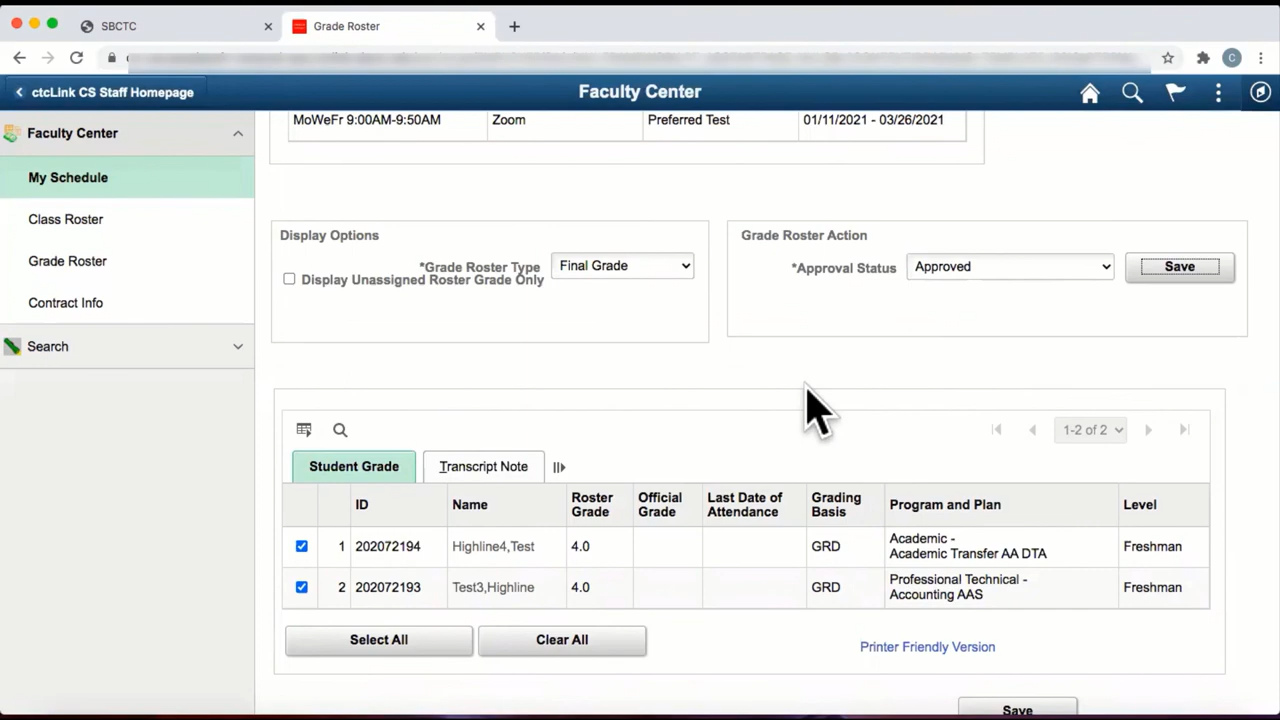 SBCTC
Grade Roster
C
ctcLink CS Staff Homepage
Faculty Center
Faculty Center
My Schedule
Class Roster
Grade Roster
Contract Info
Search
MoWeFr 9:00AM-9:50AM Zoom Preferred Test 01/11/2021 - 03/26/2021
Display Options
*Grade Roster Type Final Grade
Display Unassigned Roster Grade Only
Grade Roster Action
*Approval Status Approved Save
1-2 of 2
Student Grade Transcript Note
ID Name Roster Grade Official Grade Last Date of Attendance Grading Basis Program and Plan Level
1 202072194 Highline4,Test 4.0 GRD Academic - Academic Transfer AA DTA Freshman
2 202072193 Test3,Highline 4.0 GRD Professional Technical - Accounting AAS Freshman
Select All Clear All
Printer Friendly Version
Save